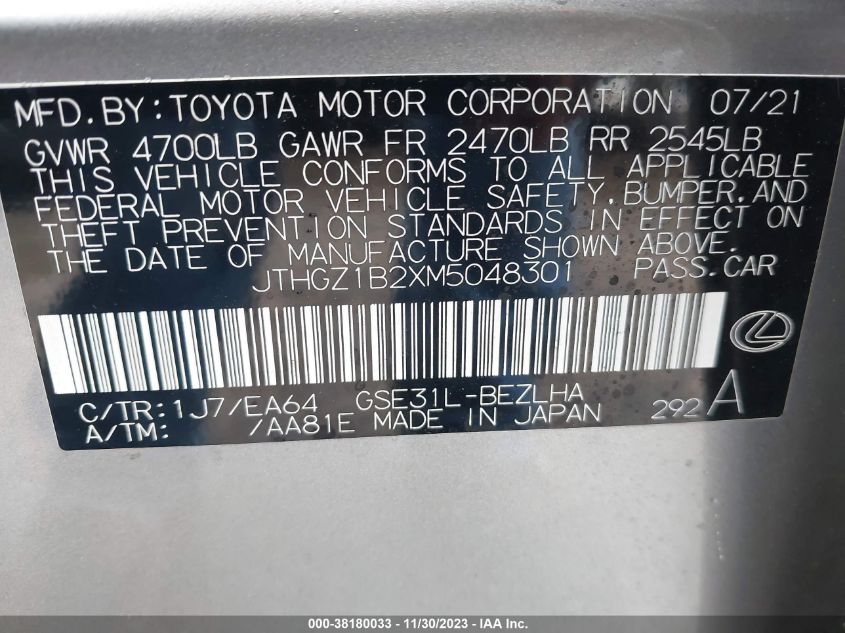 MFD. BY: TOYOTA MOTOR CORPORATION 07/21
GVWR 4700LB GAWR FR 2470LB RR 2545LB
THIS VEHICLE CONFORMS TO ALL APPLICABLE
FEDERAL MOTOR VEHICLE SAFETY, BUMPER, AND
THEFT PREVENTION STANDARDS IN EFFECT ON
THE DATE OF MANUFACTURE SHOWN ABOVE.
JTHGZ1B2XM5048301 PASS. CAR
C/TR: 1J7/EA64 GSE31L-BEZLHA
A/TM: /AA81E MADE IN JAPAN 292A
000-38180033 - 11/30/2023 - IAA Inc.